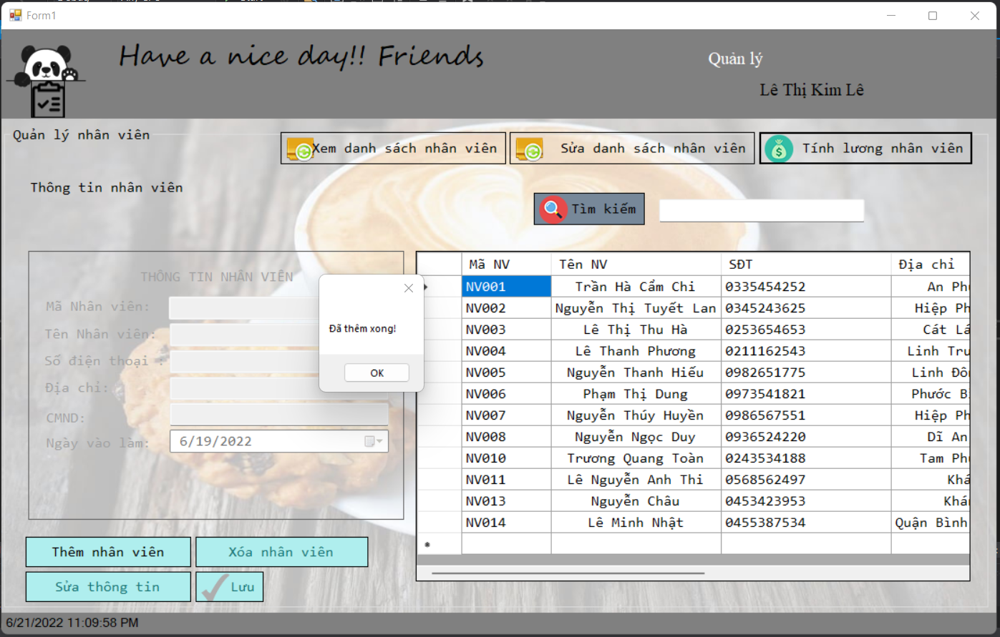 Form1
Have a nice day!! Friends
Quản lý
Lê Thị Kim Lê
Quản lý nhân viên
Xem danh sách nhân viên
Sửa danh sách nhân viên
Tính lương nhân viên
Thông tin nhân viên
Tìm kiếm
THÔNG TIN NHÂN VIÊN
Mã Nhân viên:
Tên Nhân viên:
Số điện thoại :
Địa chỉ:
CMND:
Ngày vào làm:
6/19/2022
Đã thêm xong!
OK
Mã NV Tên NV SĐT Địa chỉ
NV001 Trần Hà Cẩm Chi 0335454252 An Phú
NV002 Nguyễn Thị Tuyết Lan 0345243625 Hiệp Ph
NV003 Lê Thị Thu Hà 0253654653 Cát Lá
NV004 Lê Thanh Phương 0211162543 Linh Tru
NV005 Nguyễn Thanh Hiếu 0982651775 Linh Đôn
NV006 Phạm Thị Dung 0973541821 Phước B
NV007 Nguyễn Thúy Huyền 0986567551 Hiệp Ph
NV008 Nguyễn Ngọc Duy 0936524220 Dĩ An
NV010 Trương Quang Toàn 0243534188 Tam Phú
NV011 Lê Nguyễn Anh Thi 0568562497 Khá
NV013 Nguyễn Châu 0453423953 Khán
NV014 Lê Minh Nhật 0455387534 Quận Bình
Thêm nhân viên
Xóa nhân viên
Sửa thông tin
Lưu
6/21/2022 11:09:58 PM